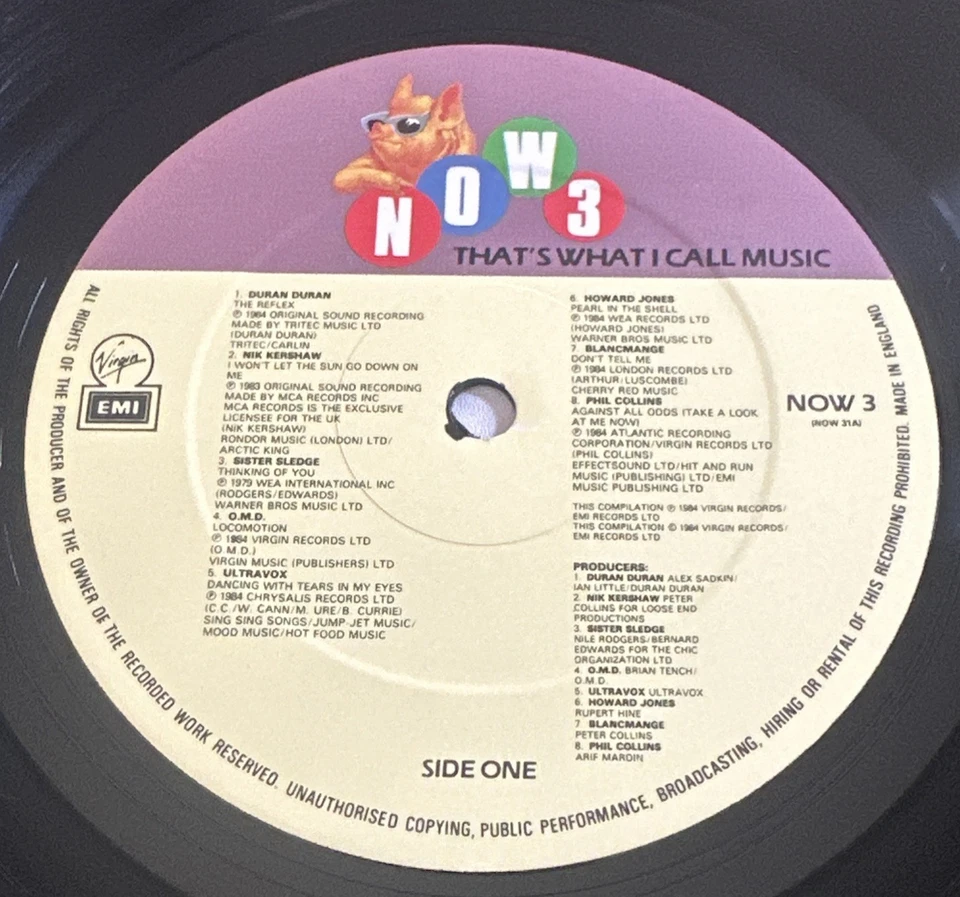 NOW 3
THAT'S WHAT I CALL MUSIC
1. DURAN DURAN
THE REFLEX
℗ 1984 ORIGINAL SOUND RECORDING
MADE BY TRITEC MUSIC LTD
(DURAN DURAN)
TRITEC/CARLIN
2. NIK KERSHAW
I WON'T LET THE SUN GO DOWN ON
ME
℗ 1983 ORIGINAL SOUND RECORDING
MADE BY MCA RECORDS INC
MCA RECORDS IS THE EXCLUSIVE
LICENSEE FOR THE UK
(NIK KERSHAW)
RONDOR MUSIC (LONDON) LTD/
ARCTIC KING
3. SISTER SLEDGE
THINKING OF YOU
℗ 1979 WEA INTERNATIONAL INC
(RODGERS/EDWARDS)
WARNER BROS MUSIC LTD
4. O.M.D.
LOCOMOTION
℗ 1984 VIRGIN RECORDS LTD
(O.M.D.)
VIRGIN MUSIC (PUBLISHERS) LTD
5. ULTRAVOX
DANCING WITH TEARS IN MY EYES
℗ 1984 CHRYSALIS RECORDS LTD
(C.C./W. CANN/M. URE/B. CURRIE)
SING SING SONGS/JUMP-JET MUSIC/
MOOD MUSIC/HOT FOOD MUSIC
6. HOWARD JONES
PEARL IN THE SHELL
℗ 1984 WEA RECORDS LTD
(HOWARD JONES)
WARNER BROS MUSIC LTD
7. BLANCMANGE
DON'T TELL ME
℗ 1984 LONDON RECORDS LTD
(ARTHUR/LUSCOMBE)
CHERRY RED MUSIC
8. PHIL COLLINS
AGAINST ALL ODDS (TAKE A LOOK
AT ME NOW)
℗ 1984 ATLANTIC RECORDING
CORPORATION/VIRGIN RECORDS LTD
(PHIL COLLINS)
EFFECTSOUND LTD/HIT AND RUN
MUSIC (PUBLISHING) LTD/EMI
MUSIC PUBLISHING LTD
THIS COMPILATION ℗ 1984 VIRGIN RECORDS/
EMI RECORDS LTD
THIS COMPILATION © 1984 VIRGIN RECORDS/
EMI RECORDS LTD
PRODUCERS:
1. DURAN DURAN ALEX SADKIN/
IAN LITTLE/DURAN DURAN
2. NIK KERSHAW PETER
COLLINS FOR LOOSE END
PRODUCTIONS
3. SISTER SLEDGE
NILE RODGERS/BERNARD
EDWARDS FOR THE CHIC
ORGANIZATION LTD
4. O.M.D. BRIAN TENCH/
O.M.D.
5. ULTRAVOX ULTRAVOX
6. HOWARD JONES
RUPERT HINE
7. BLANCMANGE
PETER COLLINS
8. PHIL COLLINS
ARIF MARDIN
Virgin
EMI
NOW 3
(NOW 31A)
SIDE ONE
ALL RIGHTS OF THE PRODUCER AND OF THE OWNER OF THE RECORDED WORK RESERVED. UNAUTHORISED COPYING, PUBLIC PERFORMANCE, BROADCASTING, HIRING OR RENTAL OF THIS RECORDING PROHIBITED. MADE IN ENGLAND